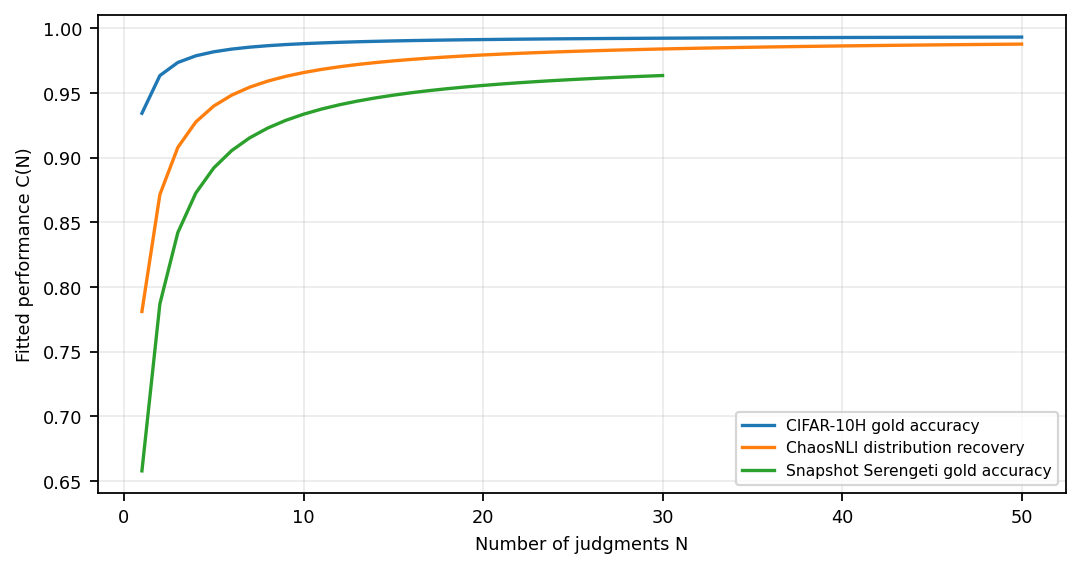 1.00
0.95
0.90
0.85
0.80
0.75
0.70
0.65
Fitted performance C(N)
CIFAR-10H gold accuracy
ChaosNLI distribution recovery
Snapshot Serengeti gold accuracy
0 10 20 30 40 50
Number of judgments N